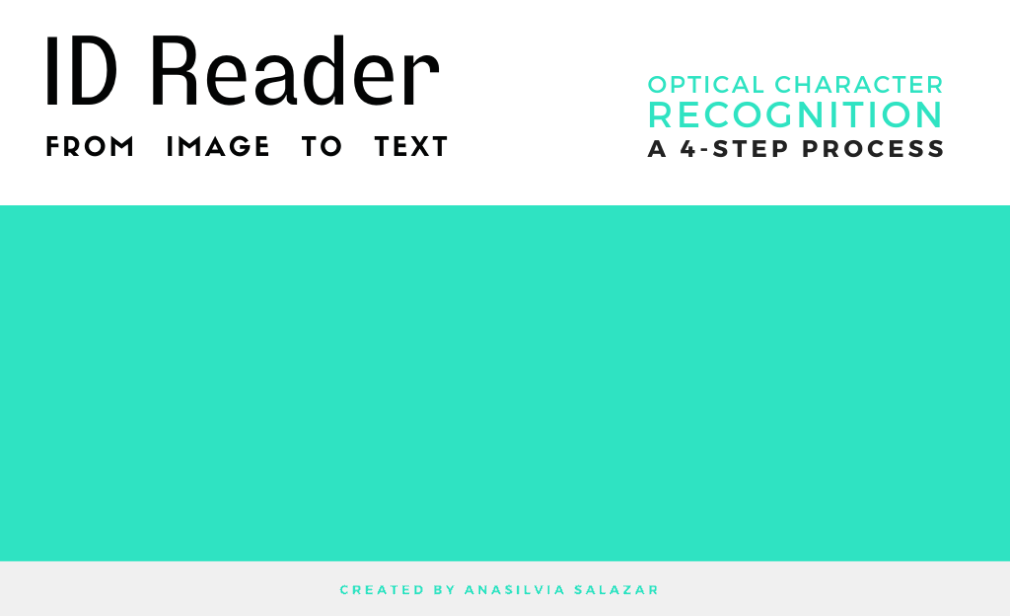 ID Reader
FROM IMAGE TO TEXT
OPTICAL CHARACTER
RECOGNITION
A 4-STEP PROCESS
CREATED BY ANASILVIA SALAZAR